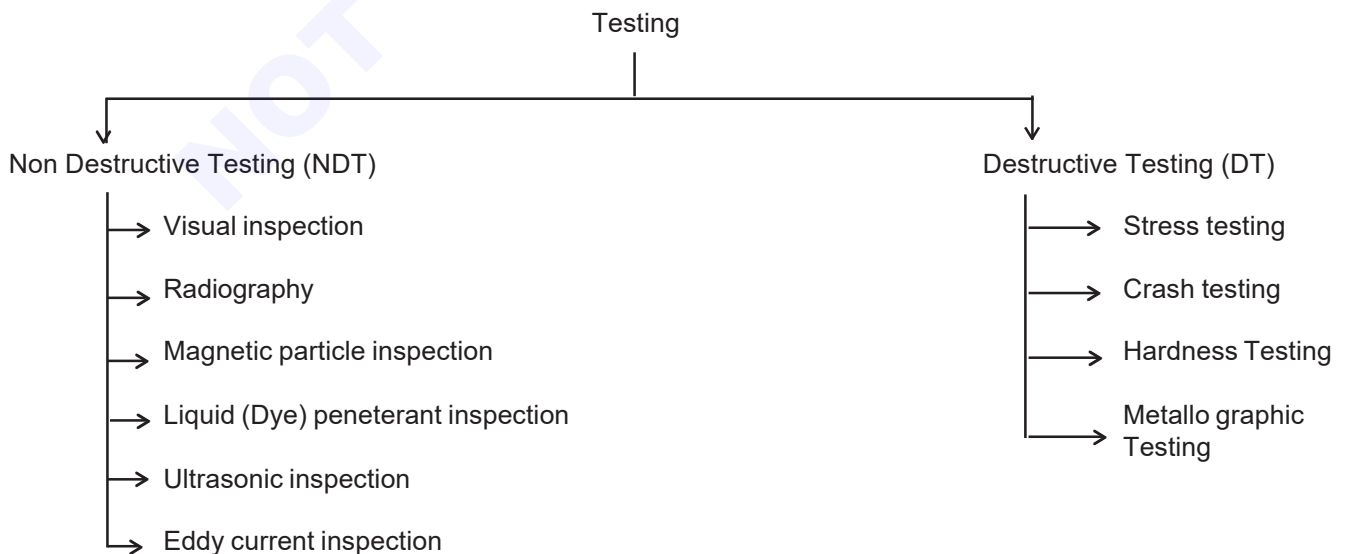 Testing
Non Destructive Testing (NDT)
Destructive Testing (DT)
Visual inspection
Radiography
Magnetic particle inspection
Liquid (Dye) peneterant inspection
Ultrasonic inspection
Eddy current inspection
Stress testing
Crash testing
Hardness Testing
Metallo graphic
Testing
NOT